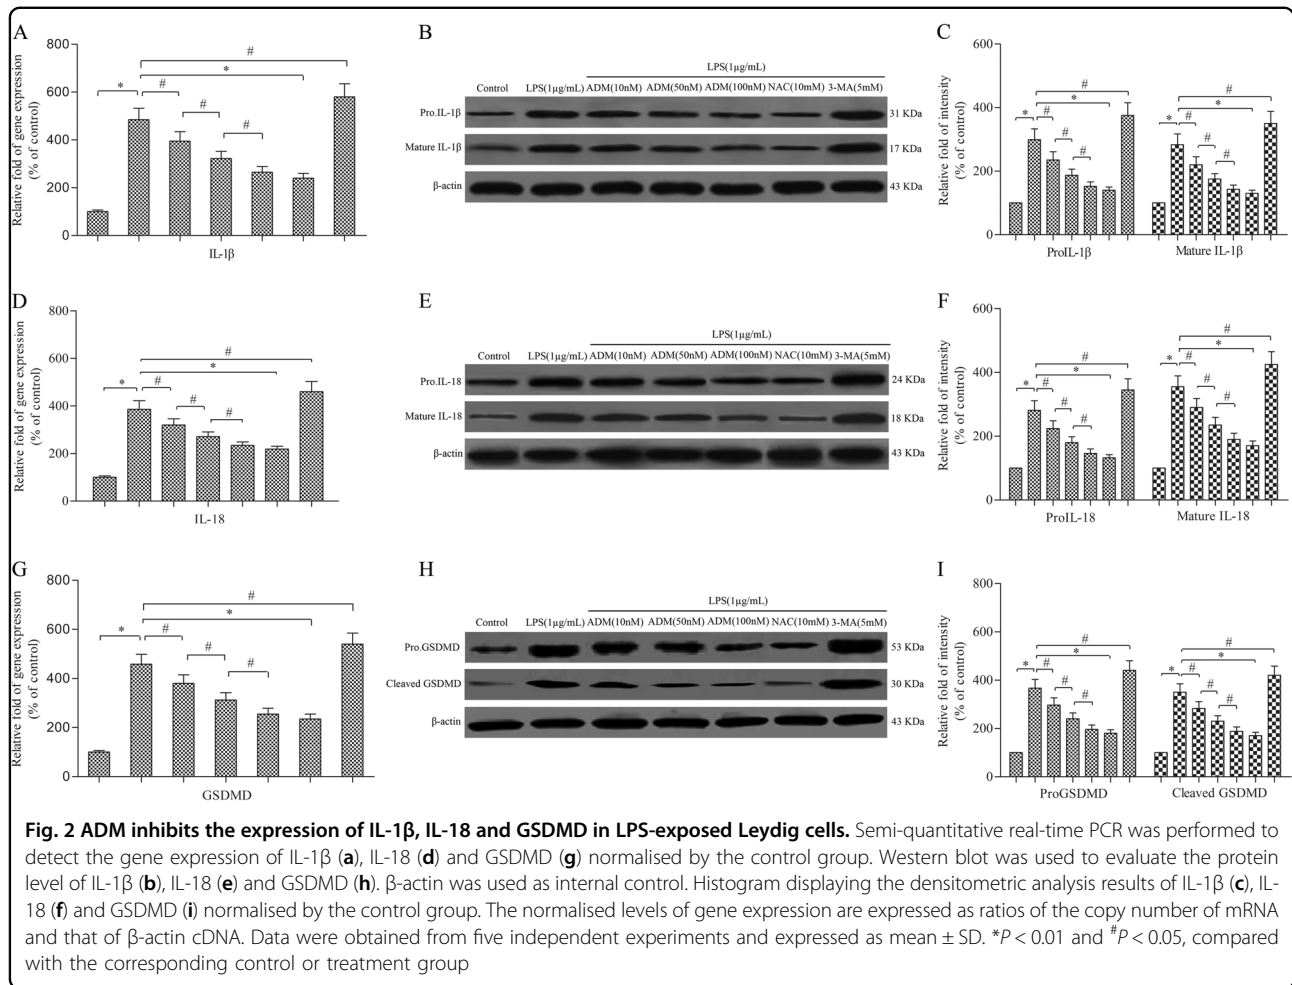 A
Relative fold of gene expression
(% of control)
800
600
400
200
0
*
#
#
#
*
#
IL-1β
B
LPS(1μg/mL)
Control LPS(1μg/mL) ADM(10nM) ADM(50nM) ADM(100nM) NAC(10mM) 3-MA(5mM)
Pro.IL-1β 31 KDa
Mature IL-1β 17 KDa
β-actin 43 KDa
C
Relative fold of intensity
(% of control)
600
400
200
0
*
#
#
#
*
#
*
#
#
#
*
#
ProIL-1β Mature IL-1β
D
Relative fold of gene expression
(% of control)
800
600
400
200
0
*
#
#
#
*
#
IL-18
E
LPS(1μg/mL)
Control LPS(1μg/mL) ADM(10nM) ADM(50nM) ADM(100nM) NAC(10mM) 3-MA(5mM)
Pro.IL-18 24 KDa
Mature IL-18 18 KDa
β-actin 43 KDa
F
Relative fold of intensity
(% of control)
600
400
200
0
*
#
#
#
*
#
*
#
#
#
*
#
ProIL-18 Mature IL-18
G
Relative fold of gene expression
(% of control)
800
600
400
200
0
*
#
#
#
*
#
GSDMD
H
LPS(1μg/mL)
Control LPS(1μg/mL) ADM(10nM) ADM(50nM) ADM(100nM) NAC(10mM) 3-MA(5mM)
Pro.GSDMD 53 KDa
Cleaved GSDMD 30 KDa
β-actin 43 KDa
I
Relative fold of intensity
(% of control)
800
600
400
200
0
*
#
#
#
*
#
*
#
#
#
*
#
ProGSDMD Cleaved GSDMD
Fig. 2 ADM inhibits the expression of IL-1β, IL-18 and GSDMD in LPS-exposed Leydig cells. Semi-quantitative real-time PCR was performed to
detect the gene expression of IL-1β (a), IL-18 (d) and GSDMD (g) normalised by the control group. Western blot was used to evaluate the protein
level of IL-1β (b), IL-18 (e) and GSDMD (h). β-actin was used as internal control. Histogram displaying the densitometric analysis results of IL-1β (c), IL-
18 (f) and GSDMD (i) normalised by the control group. The normalised levels of gene expression are expressed as ratios of the copy number of mRNA
and that of β-actin cDNA. Data were obtained from five independent experiments and expressed as mean ± SD. *P < 0.01 and #P < 0.05, compared
with the corresponding control or treatment group